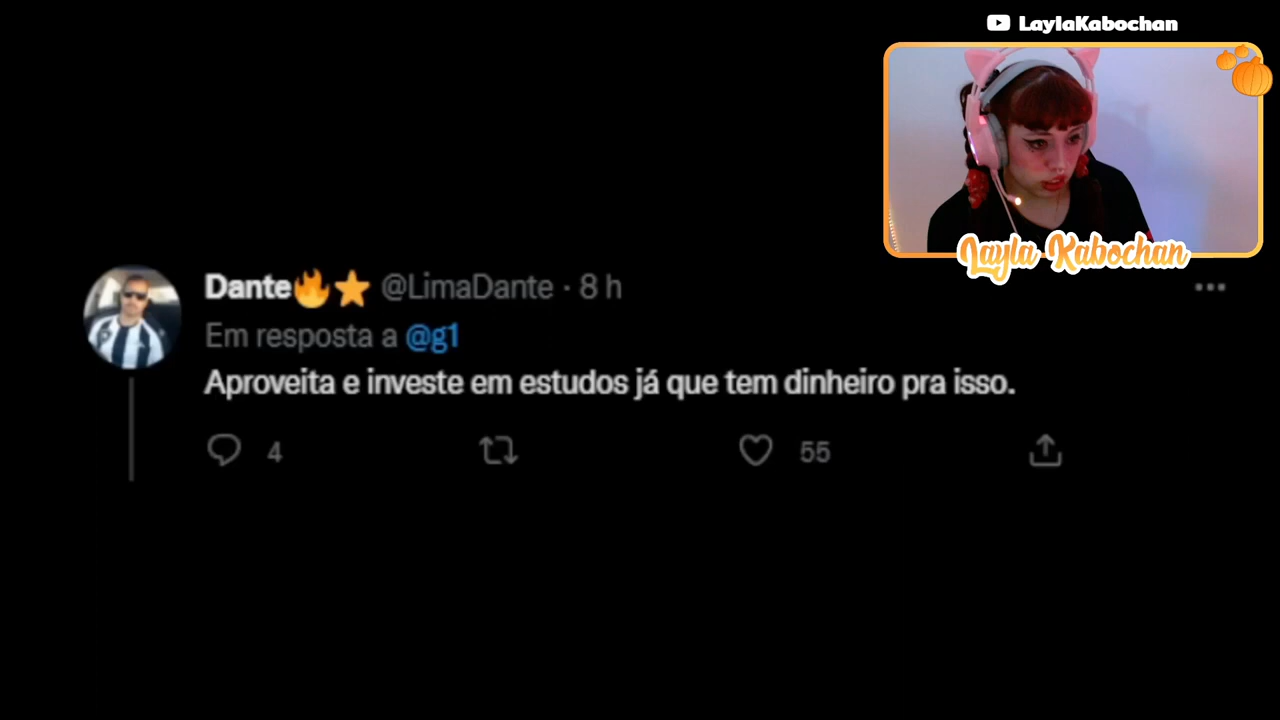 LaylaKabochan
Layla Kabochan
Dante🔥⭐ @LimaDante · 8 h
Em resposta a @g1
Aproveita e investe em estudos já que tem dinheiro pra isso.
4 55